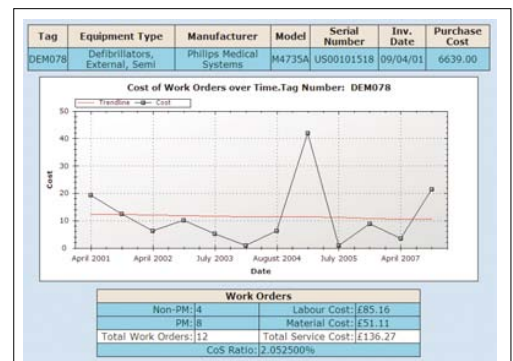 Tag Equipment Type Manufacturer Model Serial Number Inv. Date Purchase Cost
DEM078 Defibrillators, External, Semi Philips Medical Systems M4735A US00101518 09/04/01 6639.00
Cost of Work Orders over Time.Tag Number: DEM078
Trendline Cost
50
40
30
20
10
0
Cost
April 2001 April 2002 July 2003 August 2004 July 2005 April 2007
Date
Work Orders
Non-PM: 4 Labour Cost: £85.16
PM: 8 Material Cost: £51.11
Total Work Orders: 12 Total Service Cost: £136.27
CoS Ratio: 2.052500%